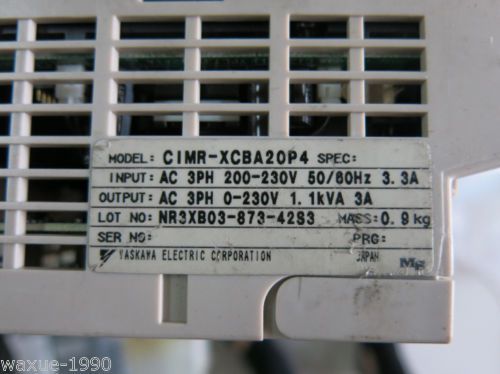 MODEL: CIMR-XCBA20P4 SPEC:
INPUT: AC 3PH 200-230V 50/60Hz 3.3A
OUTPUT: AC 3PH 0-230V 1.1kVA 3A
LOT NO: NR3XB03-873-42S3 MASS: 0.9 kg
SER NO: PRG:
YASKAWA ELECTRIC CORPORATION JAPAN
waxue-1990